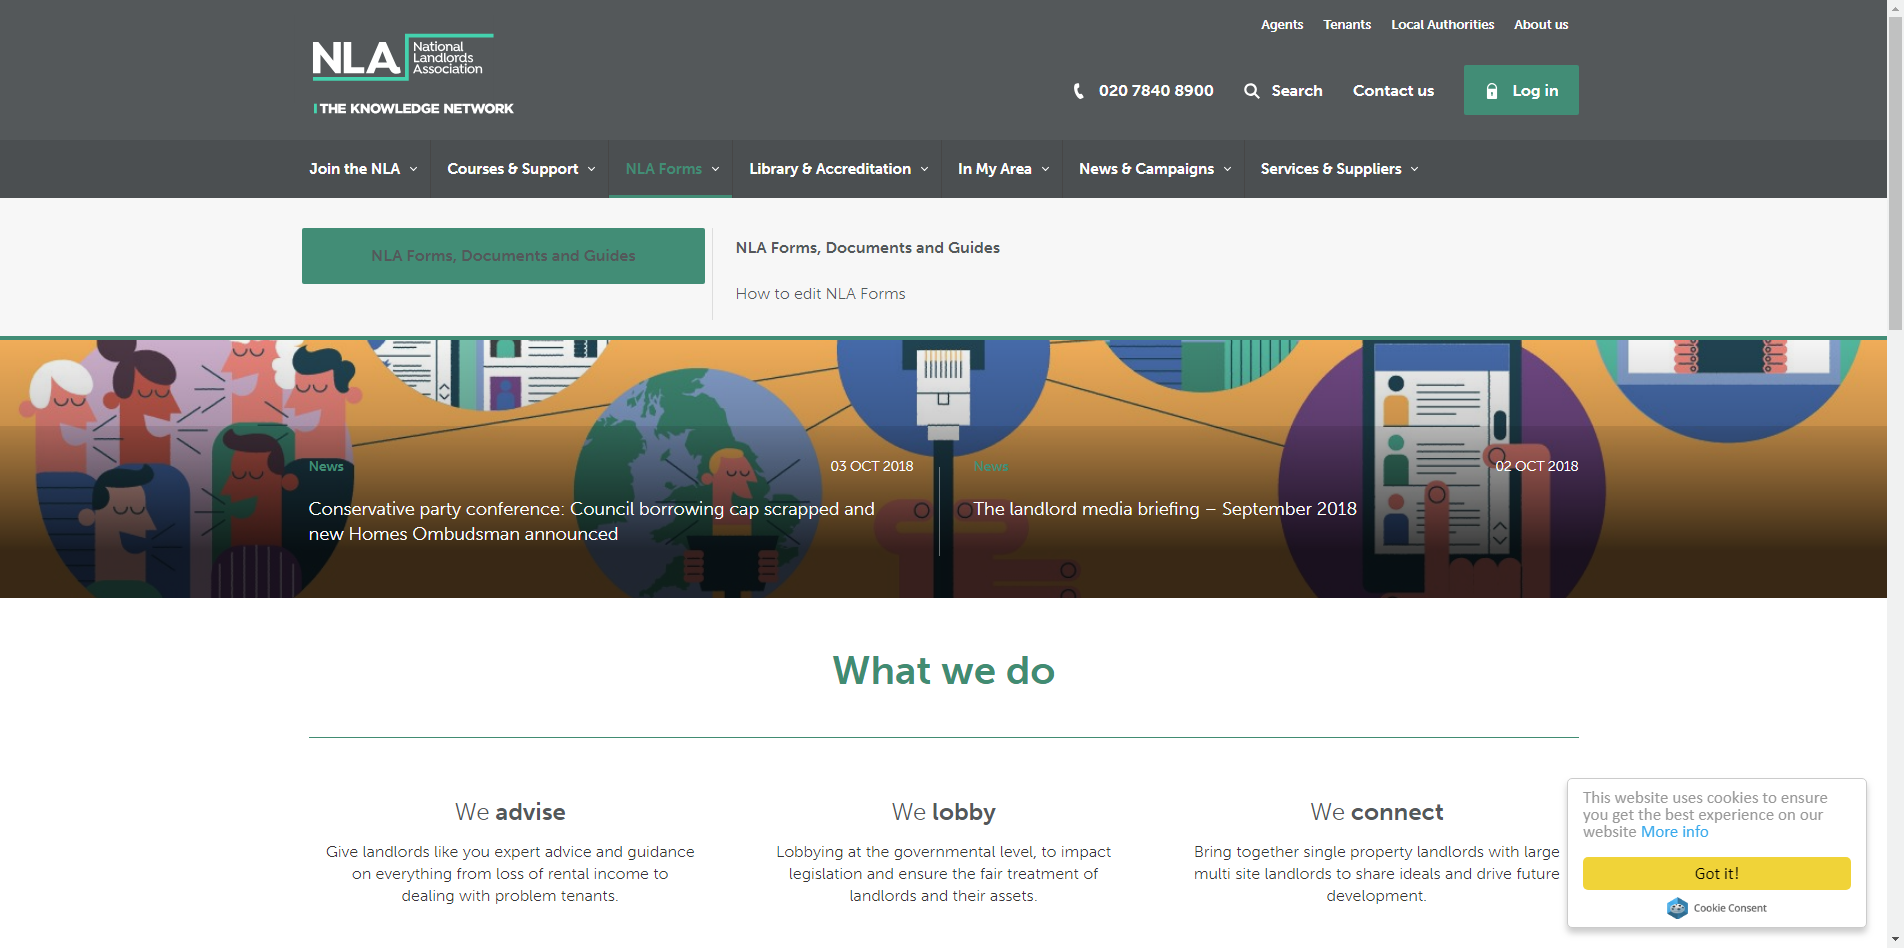 Agents Tenants Local Authorities About us
NLA National
Landlords
Association
THE KNOWLEDGE NETWORK
020 7840 8900 Search Contact us Log in
Join the NLA Courses & Support NLA Forms Library & Accreditation In My Area News & Campaigns Services & Suppliers
NLA Forms, Documents and Guides
NLA Forms, Documents and Guides
How to edit NLA Forms
News 03 OCT 2018
Conservative party conference: Council borrowing cap scrapped and
new Homes Ombudsman announced
News 02 OCT 2018
The landlord media briefing – September 2018
What we do
We advise
Give landlords like you expert advice and guidance
on everything from loss of rental income to
dealing with problem tenants.
We lobby
Lobbying at the governmental level, to impact
legislation and ensure the fair treatment of
landlords and their assets.
We connect
Bring together single property landlords with large
multi site landlords to share ideals and drive future
development.
This website uses cookies to ensure
you get the best experience on our
website More info
Got it!
Cookie Consent